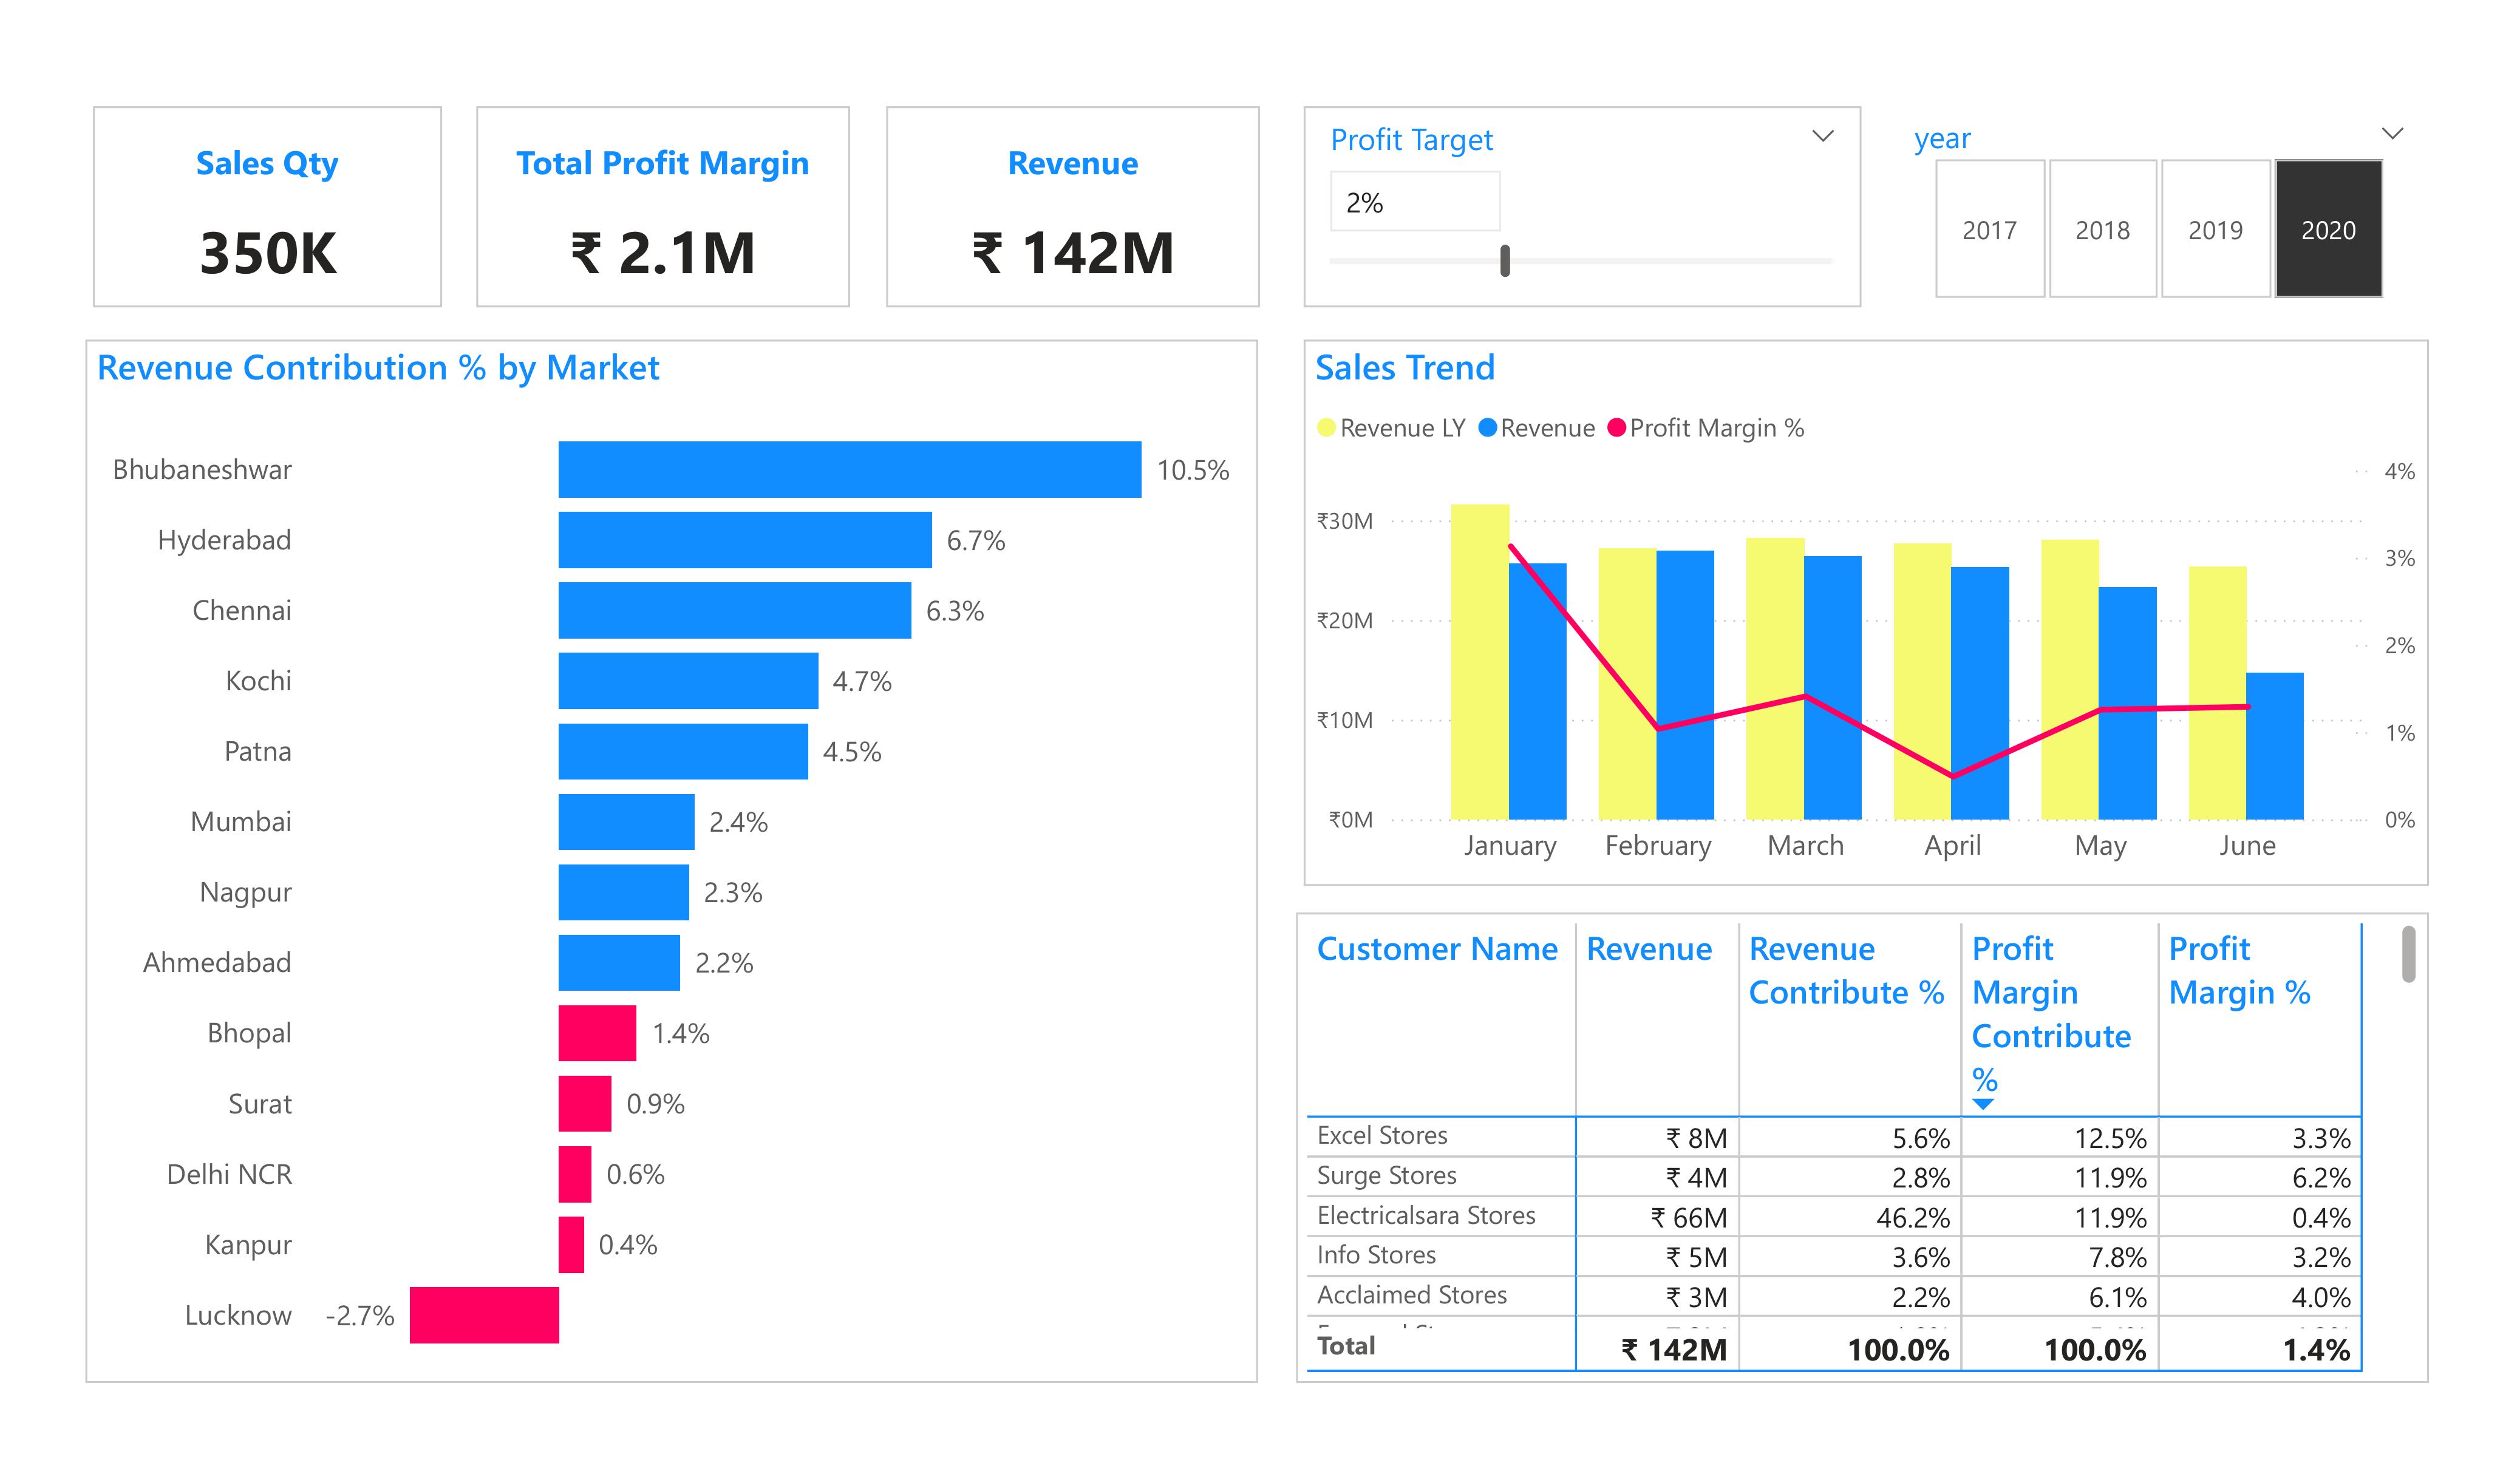 Sales Qty
350K
Total Profit Margin
₹ 2.1M
Revenue
₹ 142M
Profit Target
2%
year
2017 2018 2019 2020
Revenue Contribution % by Market
Bhubaneshwar 10.5%
Hyderabad 6.7%
Chennai 6.3%
Kochi 4.7%
Patna 4.5%
Mumbai 2.4%
Nagpur 2.3%
Ahmedabad 2.2%
Bhopal 1.4%
Surat 0.9%
Delhi NCR 0.6%
Kanpur 0.4%
Lucknow -2.7%
Sales Trend
Revenue LY Revenue Profit Margin %
4%
₹30M
3%
₹20M
2%
₹10M
1%
₹0M 0%
January February March April May June
Customer Name Revenue Revenue Profit Profit
Contribute % Margin Margin %
Contribute
%
Excel Stores ₹ 8M 5.6% 12.5% 3.3%
Surge Stores ₹ 4M 2.8% 11.9% 6.2%
Electricalsara Stores ₹ 66M 46.2% 11.9% 0.4%
Info Stores ₹ 5M 3.6% 7.8% 3.2%
Acclaimed Stores ₹ 3M 2.2% 6.1% 4.0%
Total ₹ 142M 100.0% 100.0% 1.4%